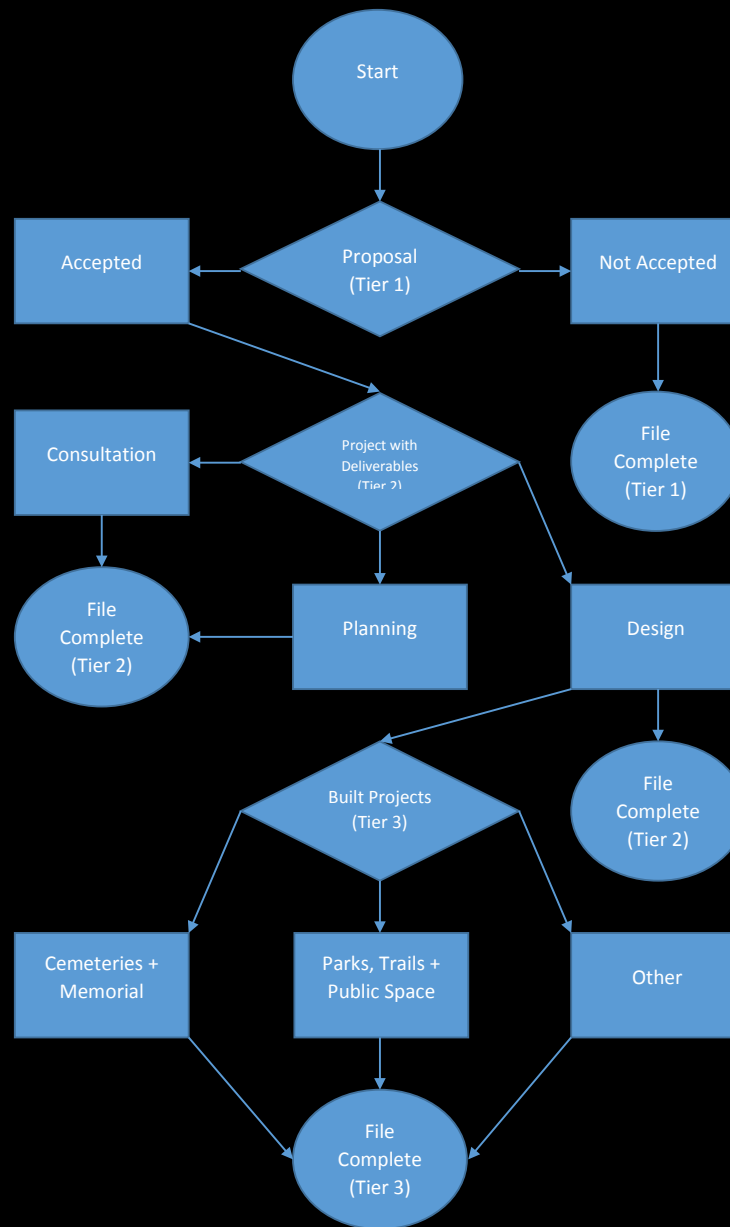 Start
Accepted
Proposal
(Tier 1)
Not Accepted
Consultation
Project with
Deliverables
(Tier 2)
File
Complete
(Tier 1)
File
Complete
(Tier 2)
Planning
Design
Built Projects
(Tier 3)
File
Complete
(Tier 2)
Cemeteries +
Memorial
Parks, Trails +
Public Space
Other
File
Complete
(Tier 3)